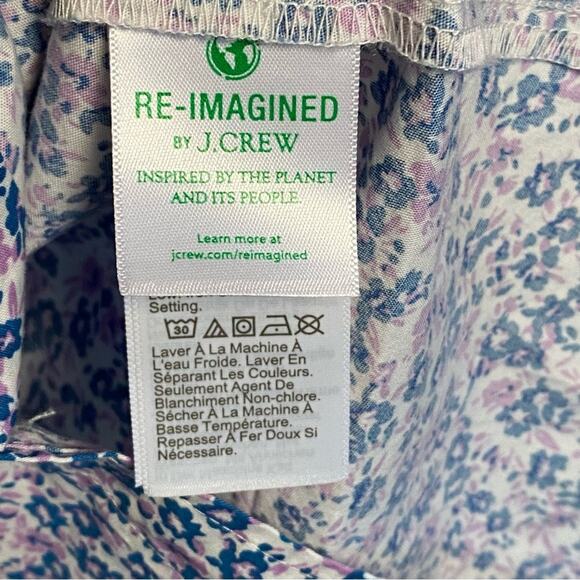 RE-IMAGINED
BY J.CREW
INSPIRED BY THE PLANET
AND ITS PEOPLE.
Learn more at
jcrew.com/reimagined
Setting.
30
Laver À La Machine À
L'eau Froide. Laver En
Séparant Les Couleurs.
Seulement Agent De
Blanchiment Non-chlore.
Sécher À La Machine À
Basse Température.
Repasser À Fer Doux Si
Nécessaire.